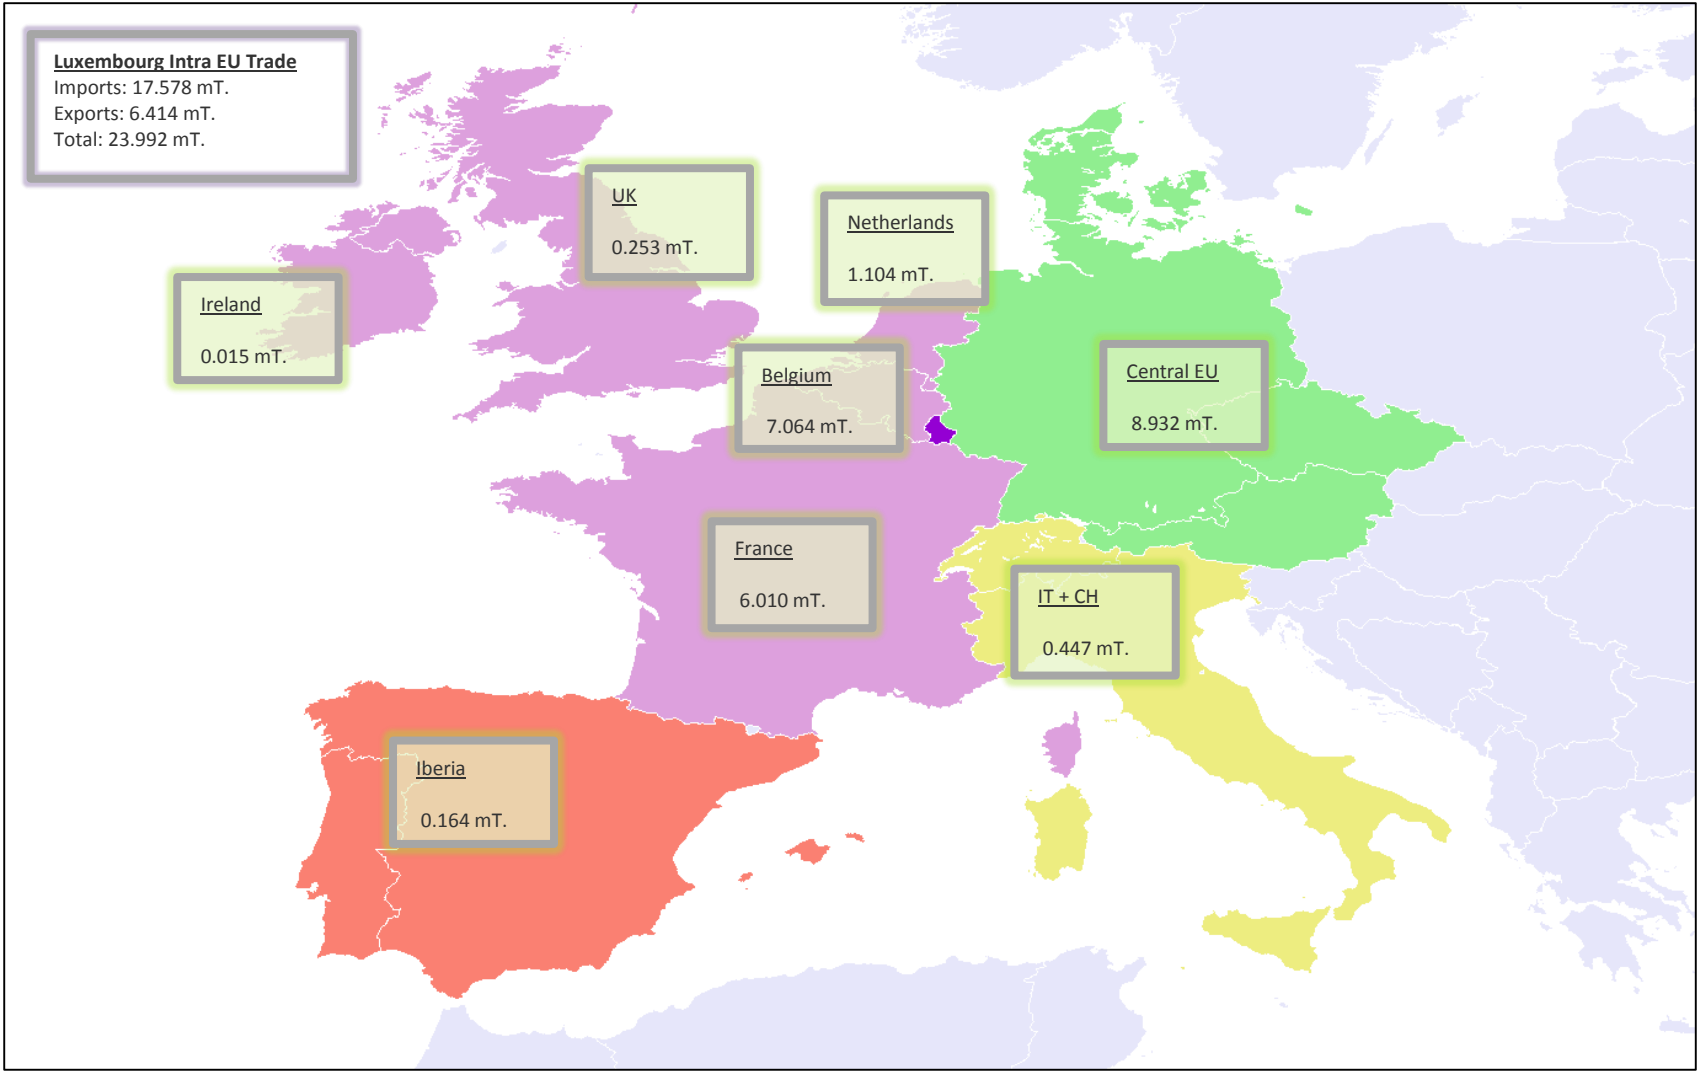 Luxembourg Intra EU Trade
Imports: 17.578 mT.
Exports: 6.414 mT.
Total: 23.992 mT.
UK
0.253 mT.
Netherlands
1.104 mT.
Ireland
0.015 mT.
Belgium
7.064 mT.
Central EU
8.932 mT.
France
6.010 mT.
IT + CH
0.447 mT.
Iberia
0.164 mT.